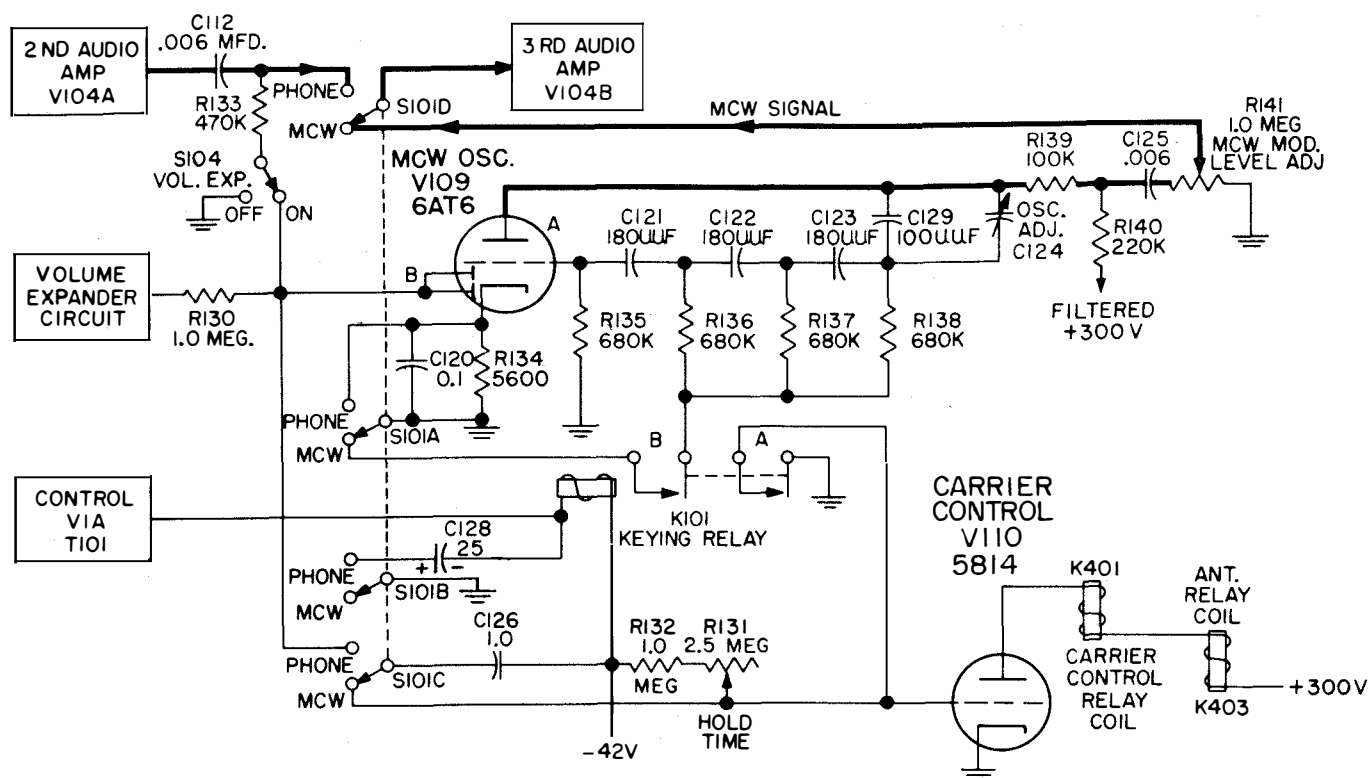 C112
.006 MFD.
2ND AUDIO
AMP
V104A
3RD AUDIO
AMP
V104B
PHONE
S101D
MCW
R133
470K
MCW SIGNAL
R141
1.0 MEG
MCW MOD.
LEVEL ADJ
S104
VOL. EXP.
OFF
ON
MCW OSC.
V109
6AT6
A
B
R139
100K
C125
.006
C121
180UUF
C122
180UUF
C123
180UUF
C129
100UUF
OSC.
ADJ.
C124
R140
220K
FILTERED
+300V
VOLUME
EXPANDER
CIRCUIT
R130
1.0 MEG.
C120
0.1
R134
5600
R135
680K
R136
680K
R137
680K
R138
680K
PHONE
S101A
MCW
B
A
K101
KEYING RELAY
CONTROL
VIA
T101
C128
25
+ -
PHONE
S101B
MCW
C126
1.0
R132
1.0
MEG
R131
2.5 MEG
PHONE
S101C
MCW
HOLD
TIME
-42V
CARRIER
CONTROL
V110
5814
K401
CARRIER
CONTROL
RELAY
COIL
ANT.
RELAY
COIL
K403
+300V